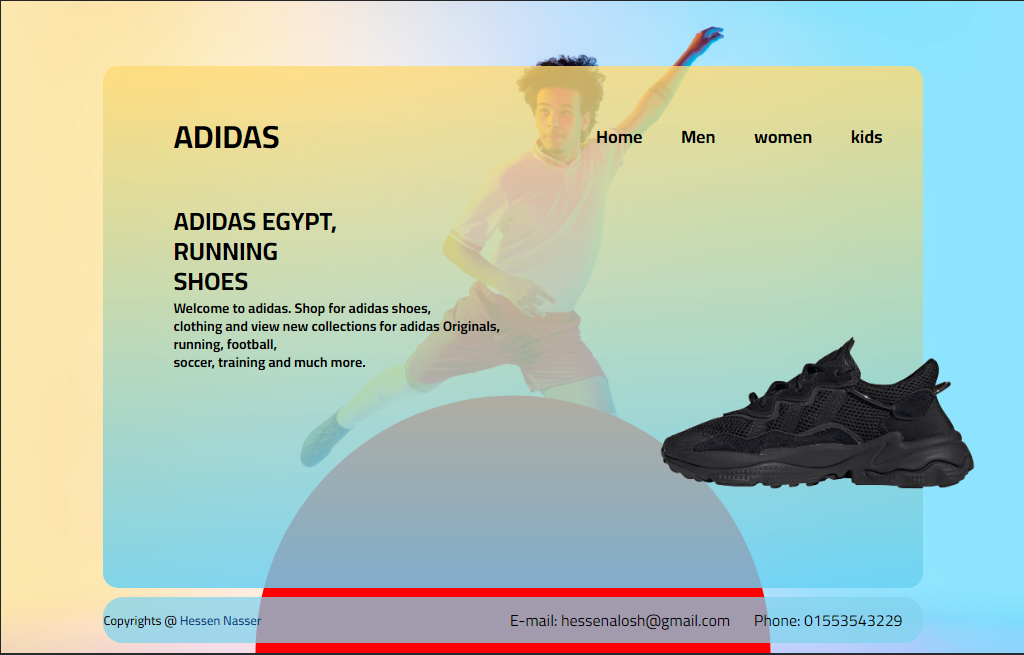 ADIDAS
Home Men women kids
ADIDAS EGYPT,
RUNNING
SHOES
Welcome to adidas. Shop for adidas shoes,
clothing and view new collections for adidas Originals,
running, football,
soccer, training and much more.
Copyrights @ Hessen Nasser
E-mail: hessenalosh@gmail.com Phone: 01553543229